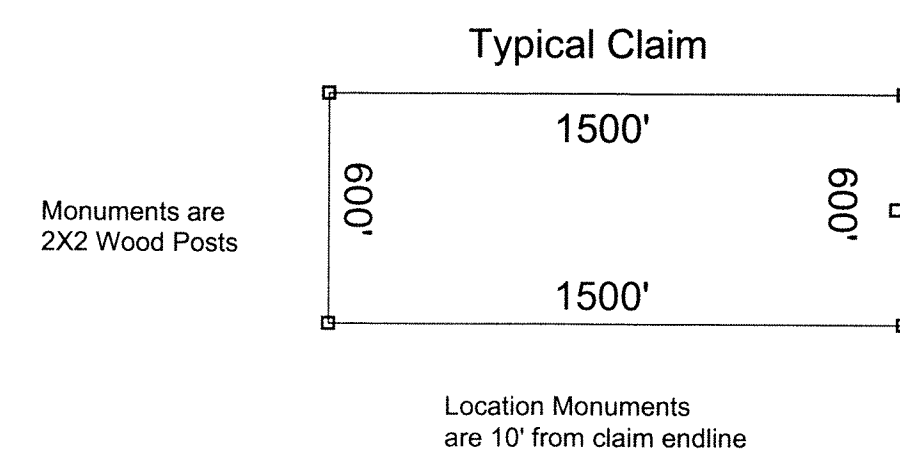 Typical Claim
1500'
600'
600'
Monuments are
2X2 Wood Posts
1500'
Location Monuments
are 10' from claim endline